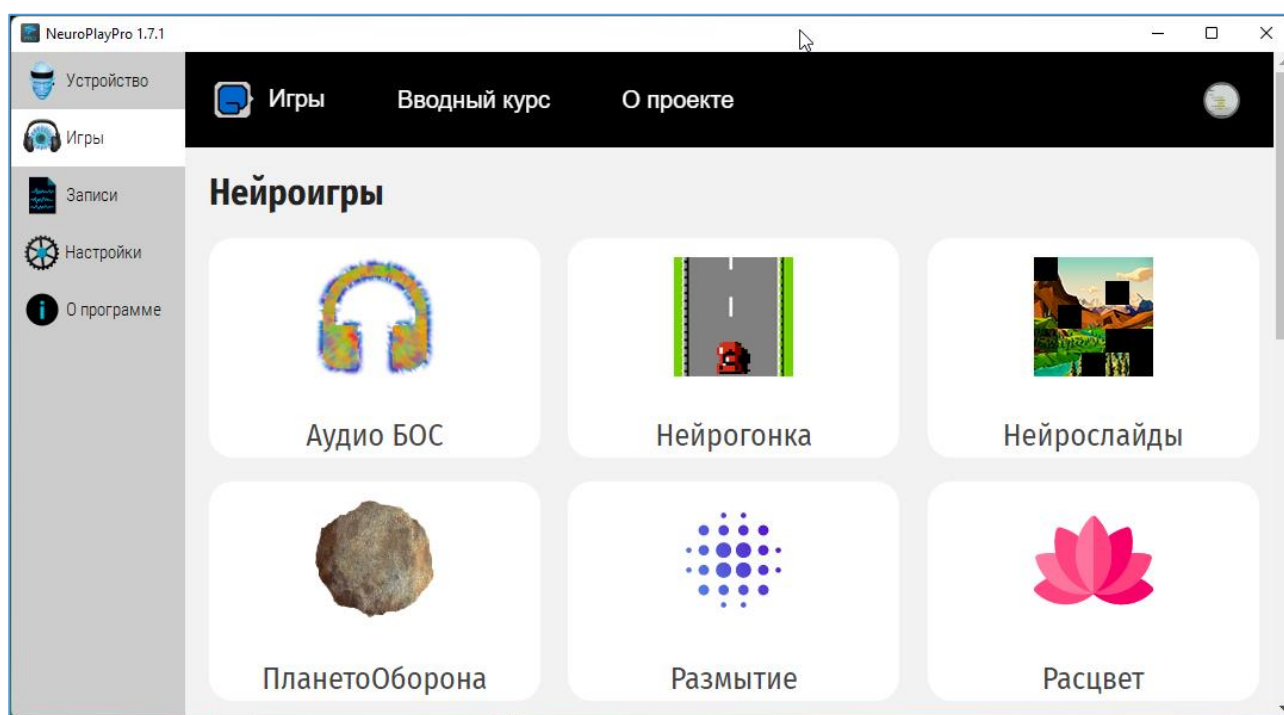 NeuroPlayPro 1.7.1
Устройство
Игры
Записи
Настройки
О программе
Игры Вводный курс О проекте
Нейроигры
Аудио БОС Нейрогонка Нейрослайды
ПланетоОборона Размытие Расцвет